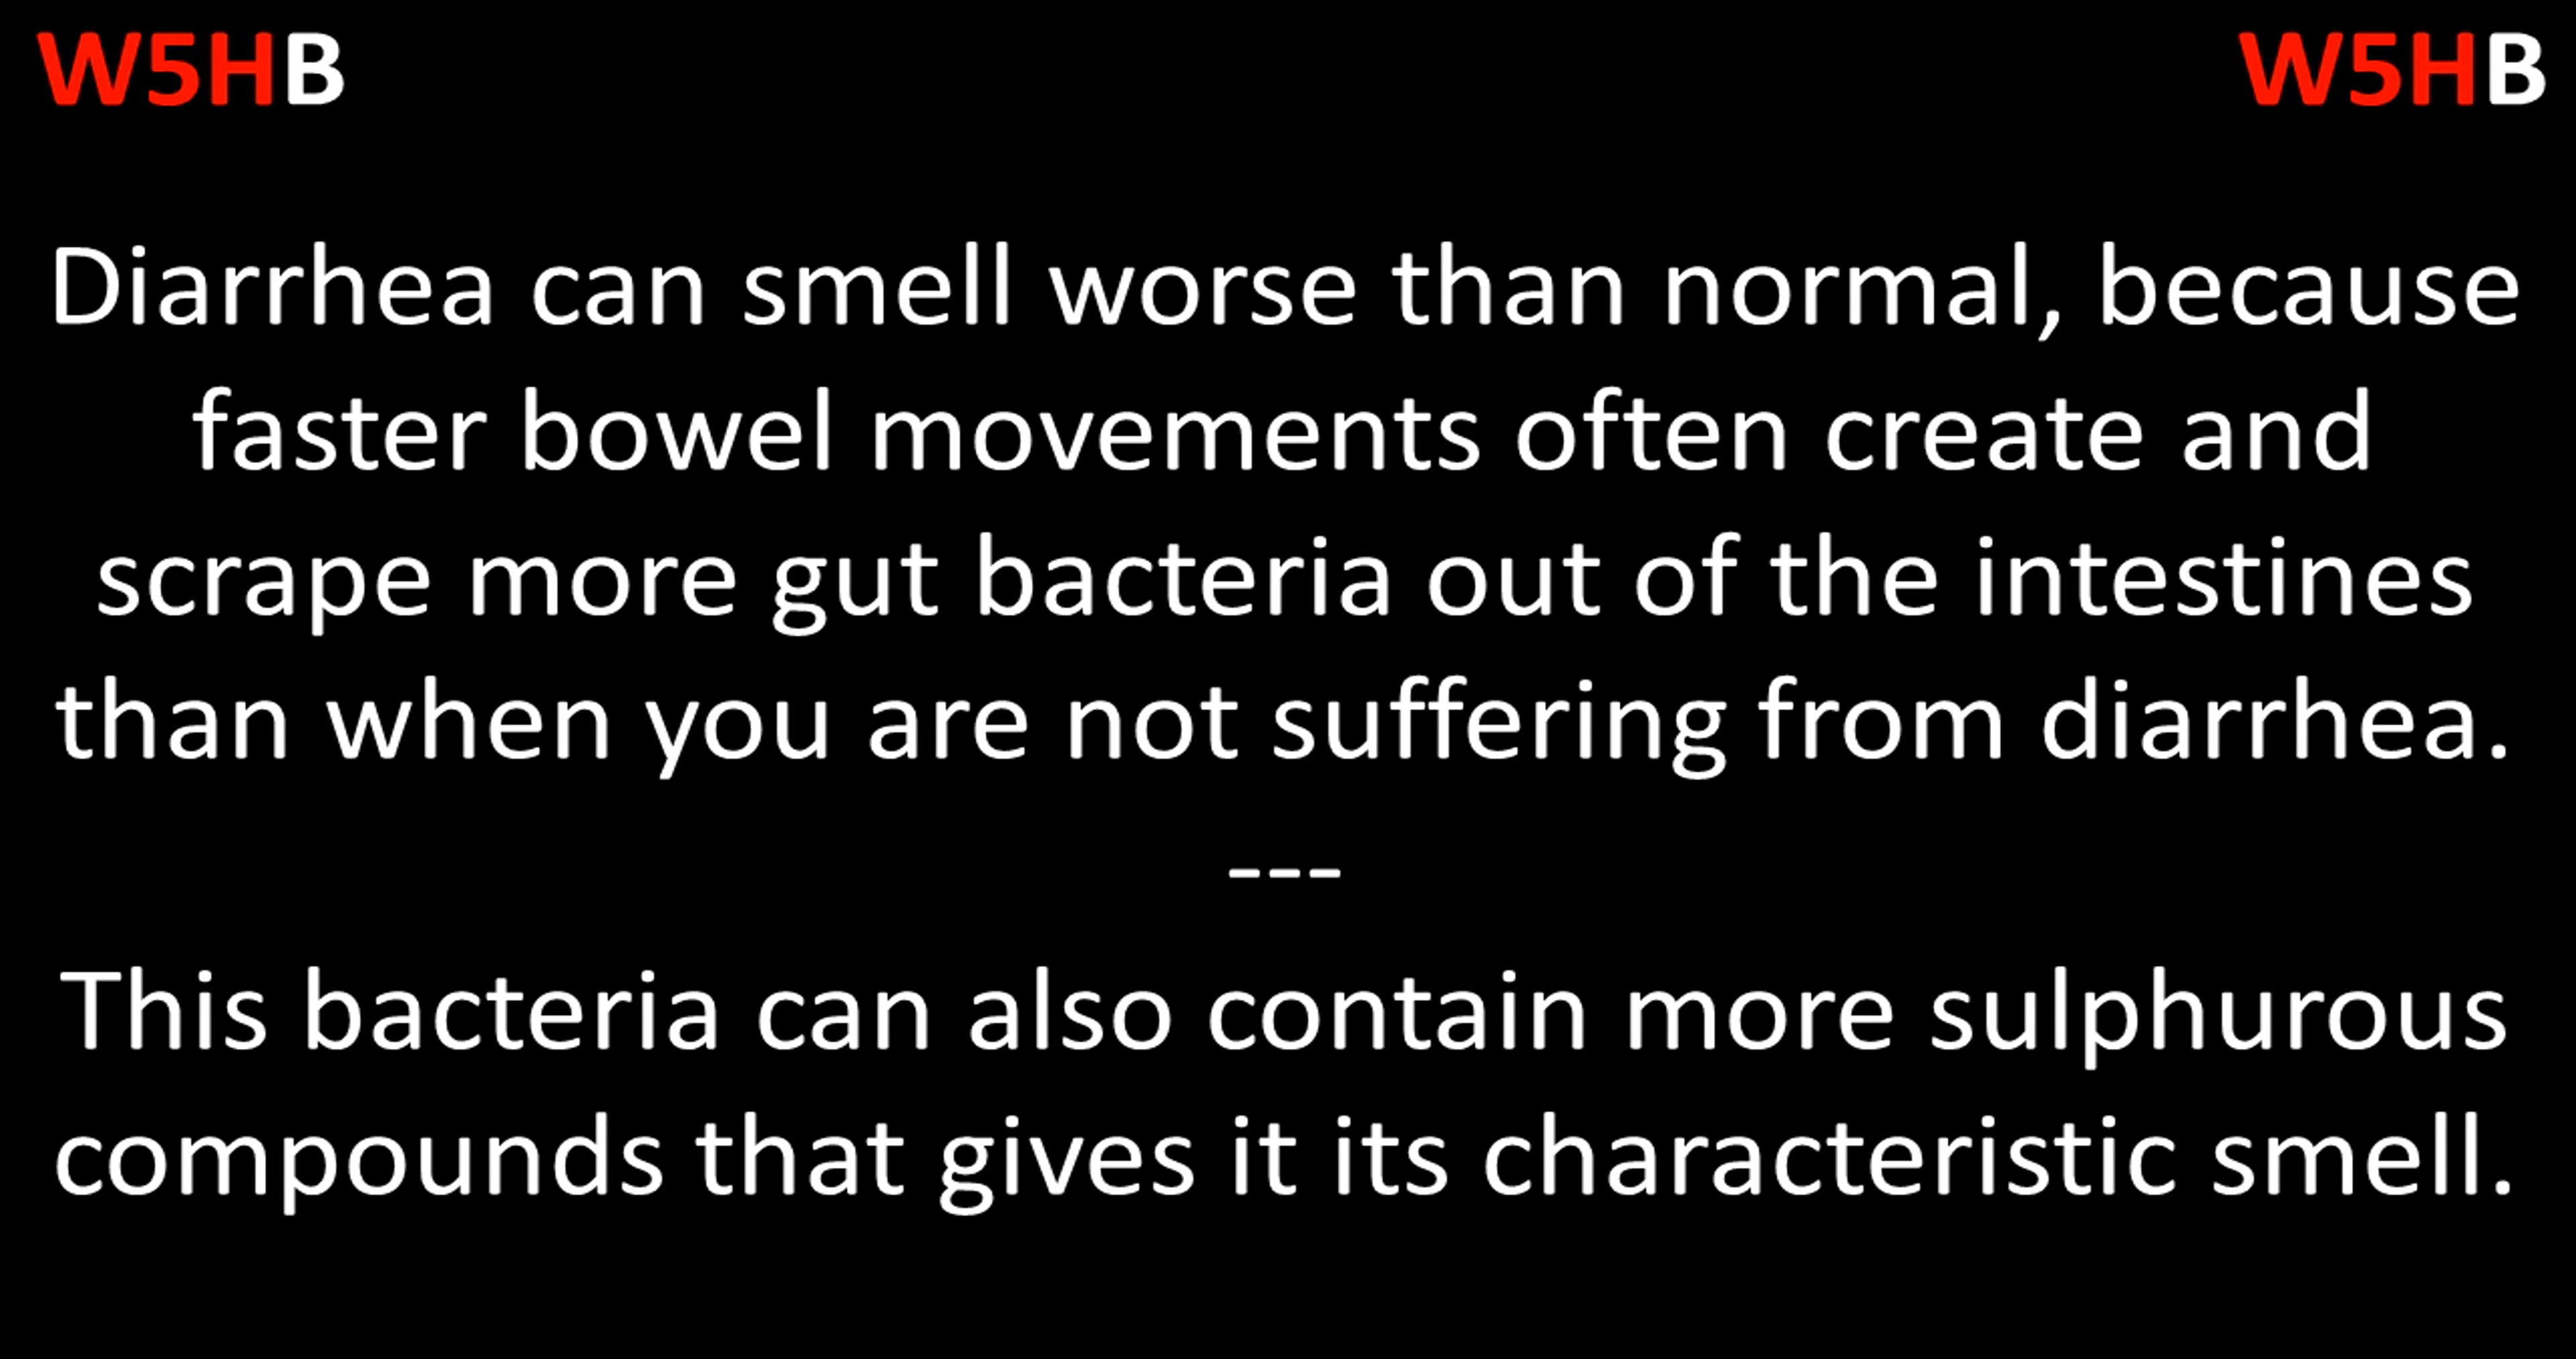 W5HB W5HB
Diarrhea can smell worse than normal, because
faster bowel movements often create and
scrape more gut bacteria out of the intestines
than when you are not suffering from diarrhea.
---
This bacteria can also contain more sulphurous
compounds that gives it its characteristic smell.